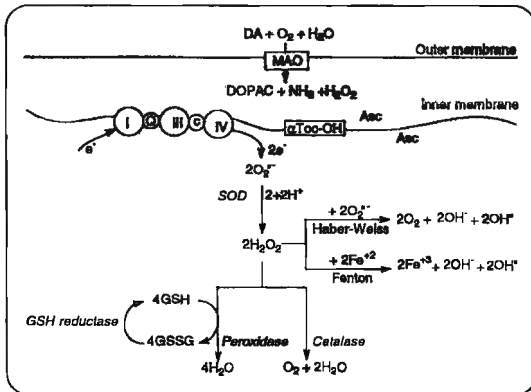 DA + O₂ + H₂O
Outer membrane
MAO
DOPAC + NH₃ + H₂O₂
inner membrane
I Q III C IV
αToc-OH
Asc
Asc
e⁻
2e⁻
2O₂•⁻
SOD
2+2H⁺
+ 2O₂•⁻
Haber-Weiss
2O₂ + 2OH⁻ + 2OH•
2H₂O₂
+ 2Fe⁺²
Fenton
2Fe⁺³ + 2OH⁻ + 2OH•
4GSH
GSH reductase
4GSSG
Peroxidase
Catalase
4H₂O
O₂ + 2H₂O